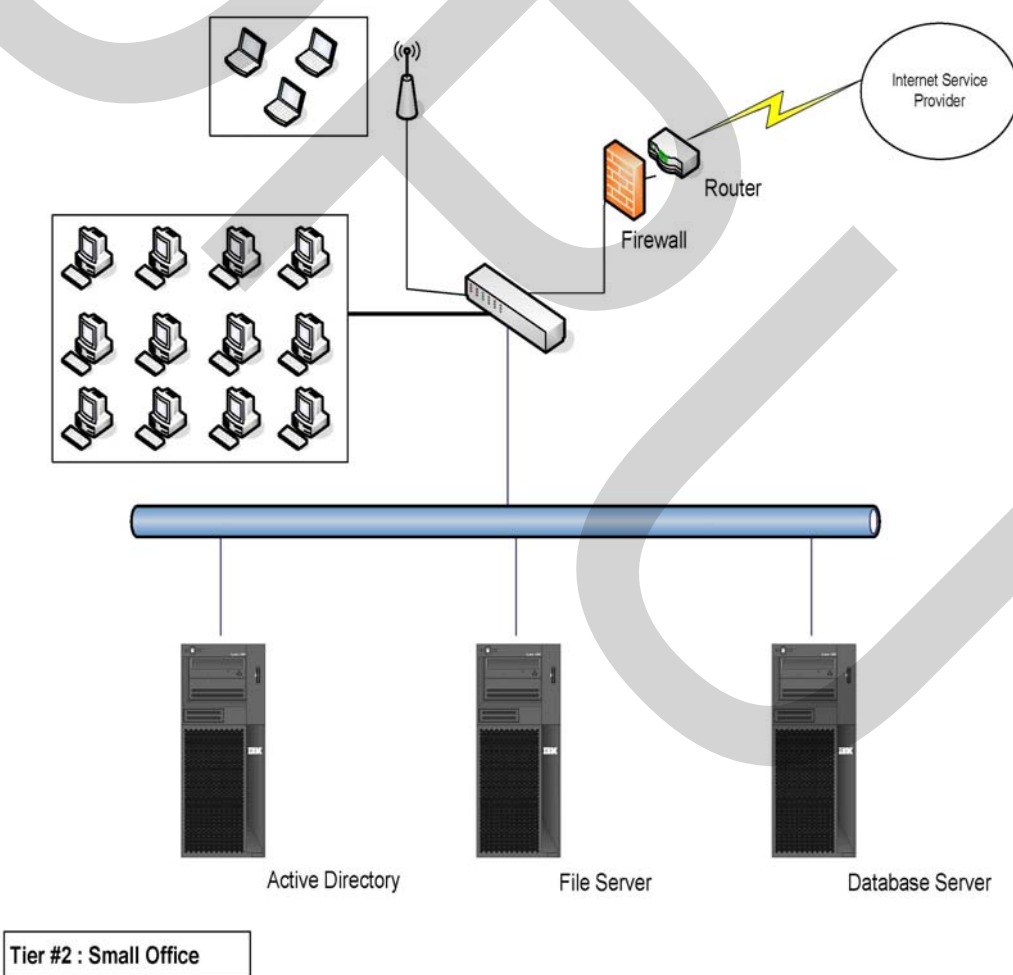 Internet Service
Provider
Router
Firewall
Active Directory
File Server
Database Server
Tier #2 : Small Office